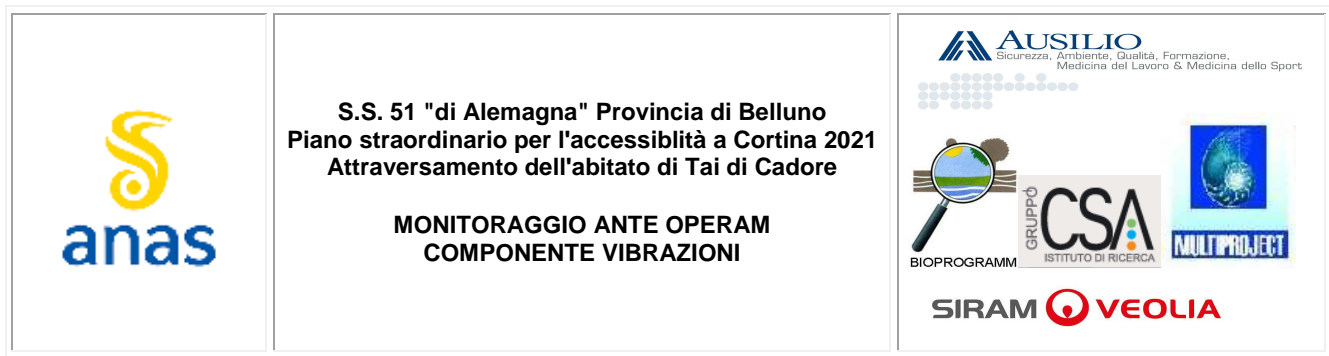 anas
S.S. 51 "di Alemagna" Provincia di Belluno
Piano straordinario per l'accessiblità a Cortina 2021
Attraversamento dell'abitato di Tai di Cadore
MONITORAGGIO ANTE OPERAM
COMPONENTE VIBRAZIONI
AUSILIO
Sicurezza, Ambiente, Qualità, Formazione,
Medicina del Lavoro & Medicina dello Sport
BIOPROGRAMM
GRUPPO
CSA
ISTITUTO DI RICERCA
MULTIPROJECT
SIRAM VEOLIA